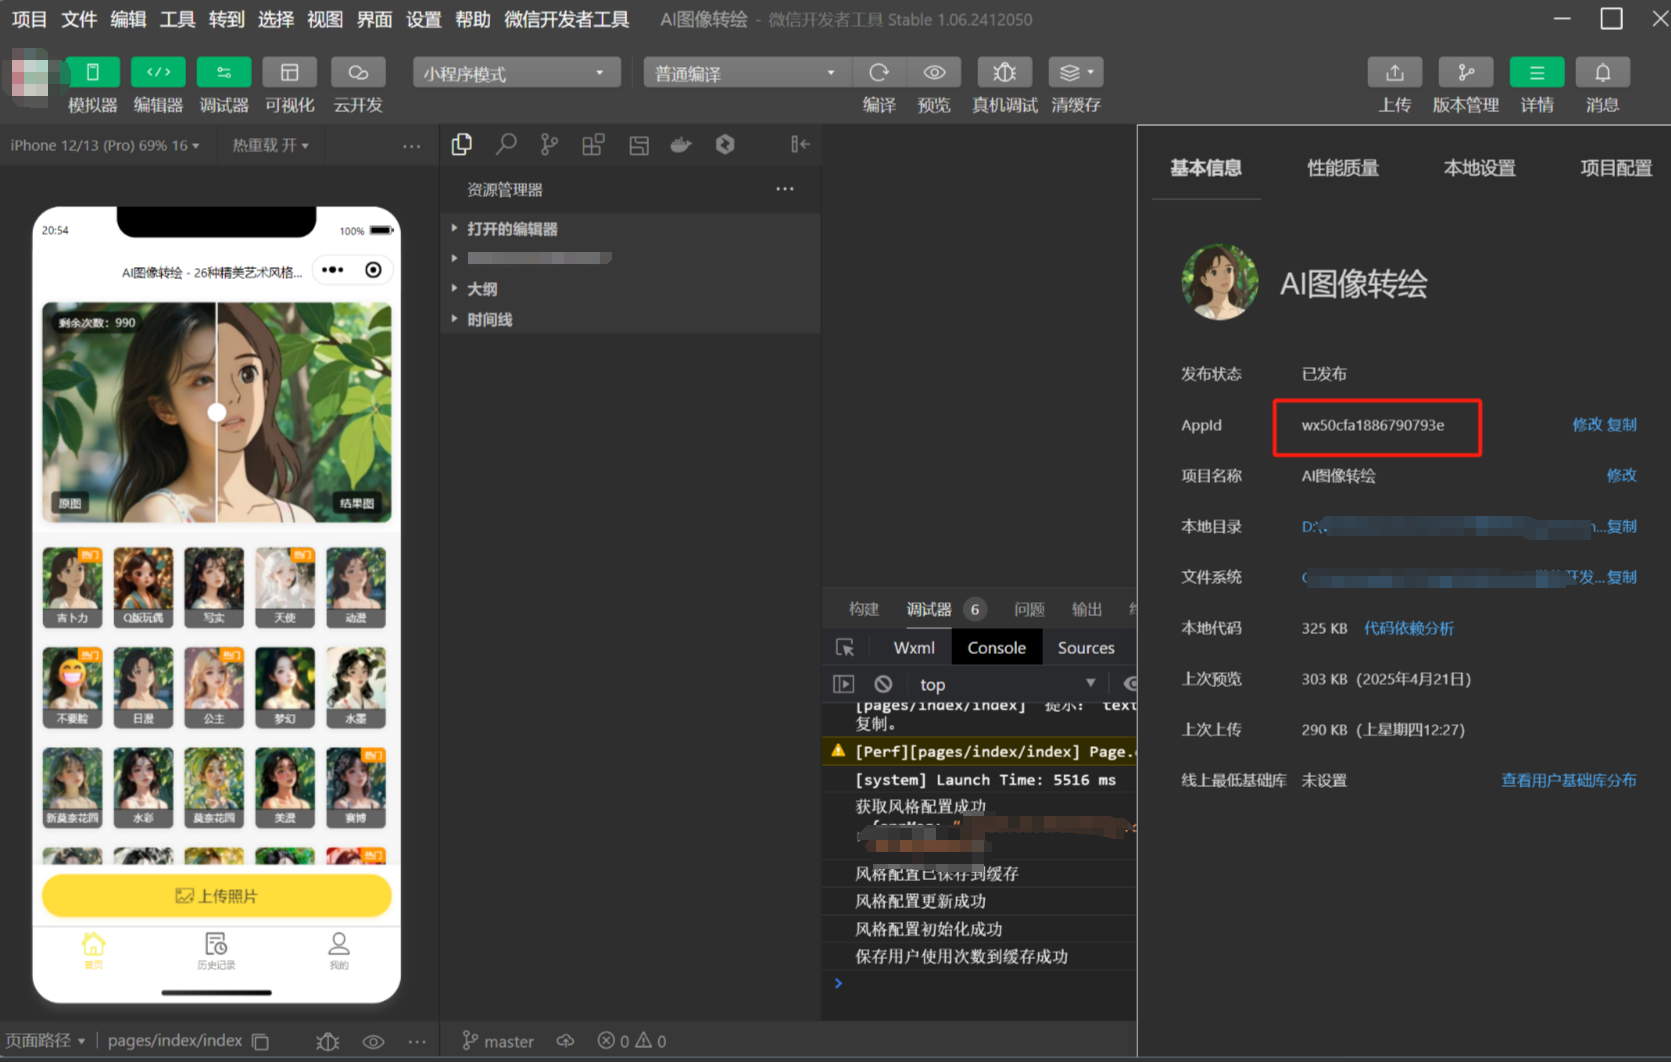 项目 文件 编辑 工具 转到 选择 视图 界面 设置 帮助 微信开发者工具 AI图像转绘 - 微信开发者工具 Stable 1.06.2412050
模拟器 编辑器 调试器 可视化 云开发
小程序模式
普通编译
编译 预览 真机调试 清缓存
上传 版本管理 详情 消息
iPhone 12/13 (Pro) 69% 16
热重载 开
20:54
100%
AI图像转绘 - 26种精美艺术风格...
剩余次数：990
原图
结果图
热门
热门
吉卜力 Q版玩偶 写实 天使 动漫
热门
热门
不要脸 日漫 公主 梦幻 水墨
热门
新莫奈花园 水彩 莫奈花园 美漫 赛博
热门
上传照片
首页 历史记录 我的
页面路径 pages/index/index
资源管理器
打开的编辑器
大纲
时间线
master
0
0
构建 调试器 6 问题 输出
Wxml Console Sources
top
[pages/index/index] 提示： text
复制。
[Perf][pages/index/index] Page.
[system] Launch Time: 5516 ms
获取风格配置成功
风格配置已保存到缓存
风格配置更新成功
风格配置初始化成功
保存用户使用次数到缓存成功
基本信息 性能质量 本地设置 项目配置
AI图像转绘
发布状态 已发布
AppId wx50cfa1886790793e 修改 复制
项目名称 AI图像转绘 修改
本地目录 D:\ ...复制
文件系统 开发...复制
本地代码 325 KB 代码依赖分析
上次预览 303 KB (2025年4月21日)
上次上传 290 KB (上星期四12:27)
线上最低基础库 未设置 查看用户基础库分布